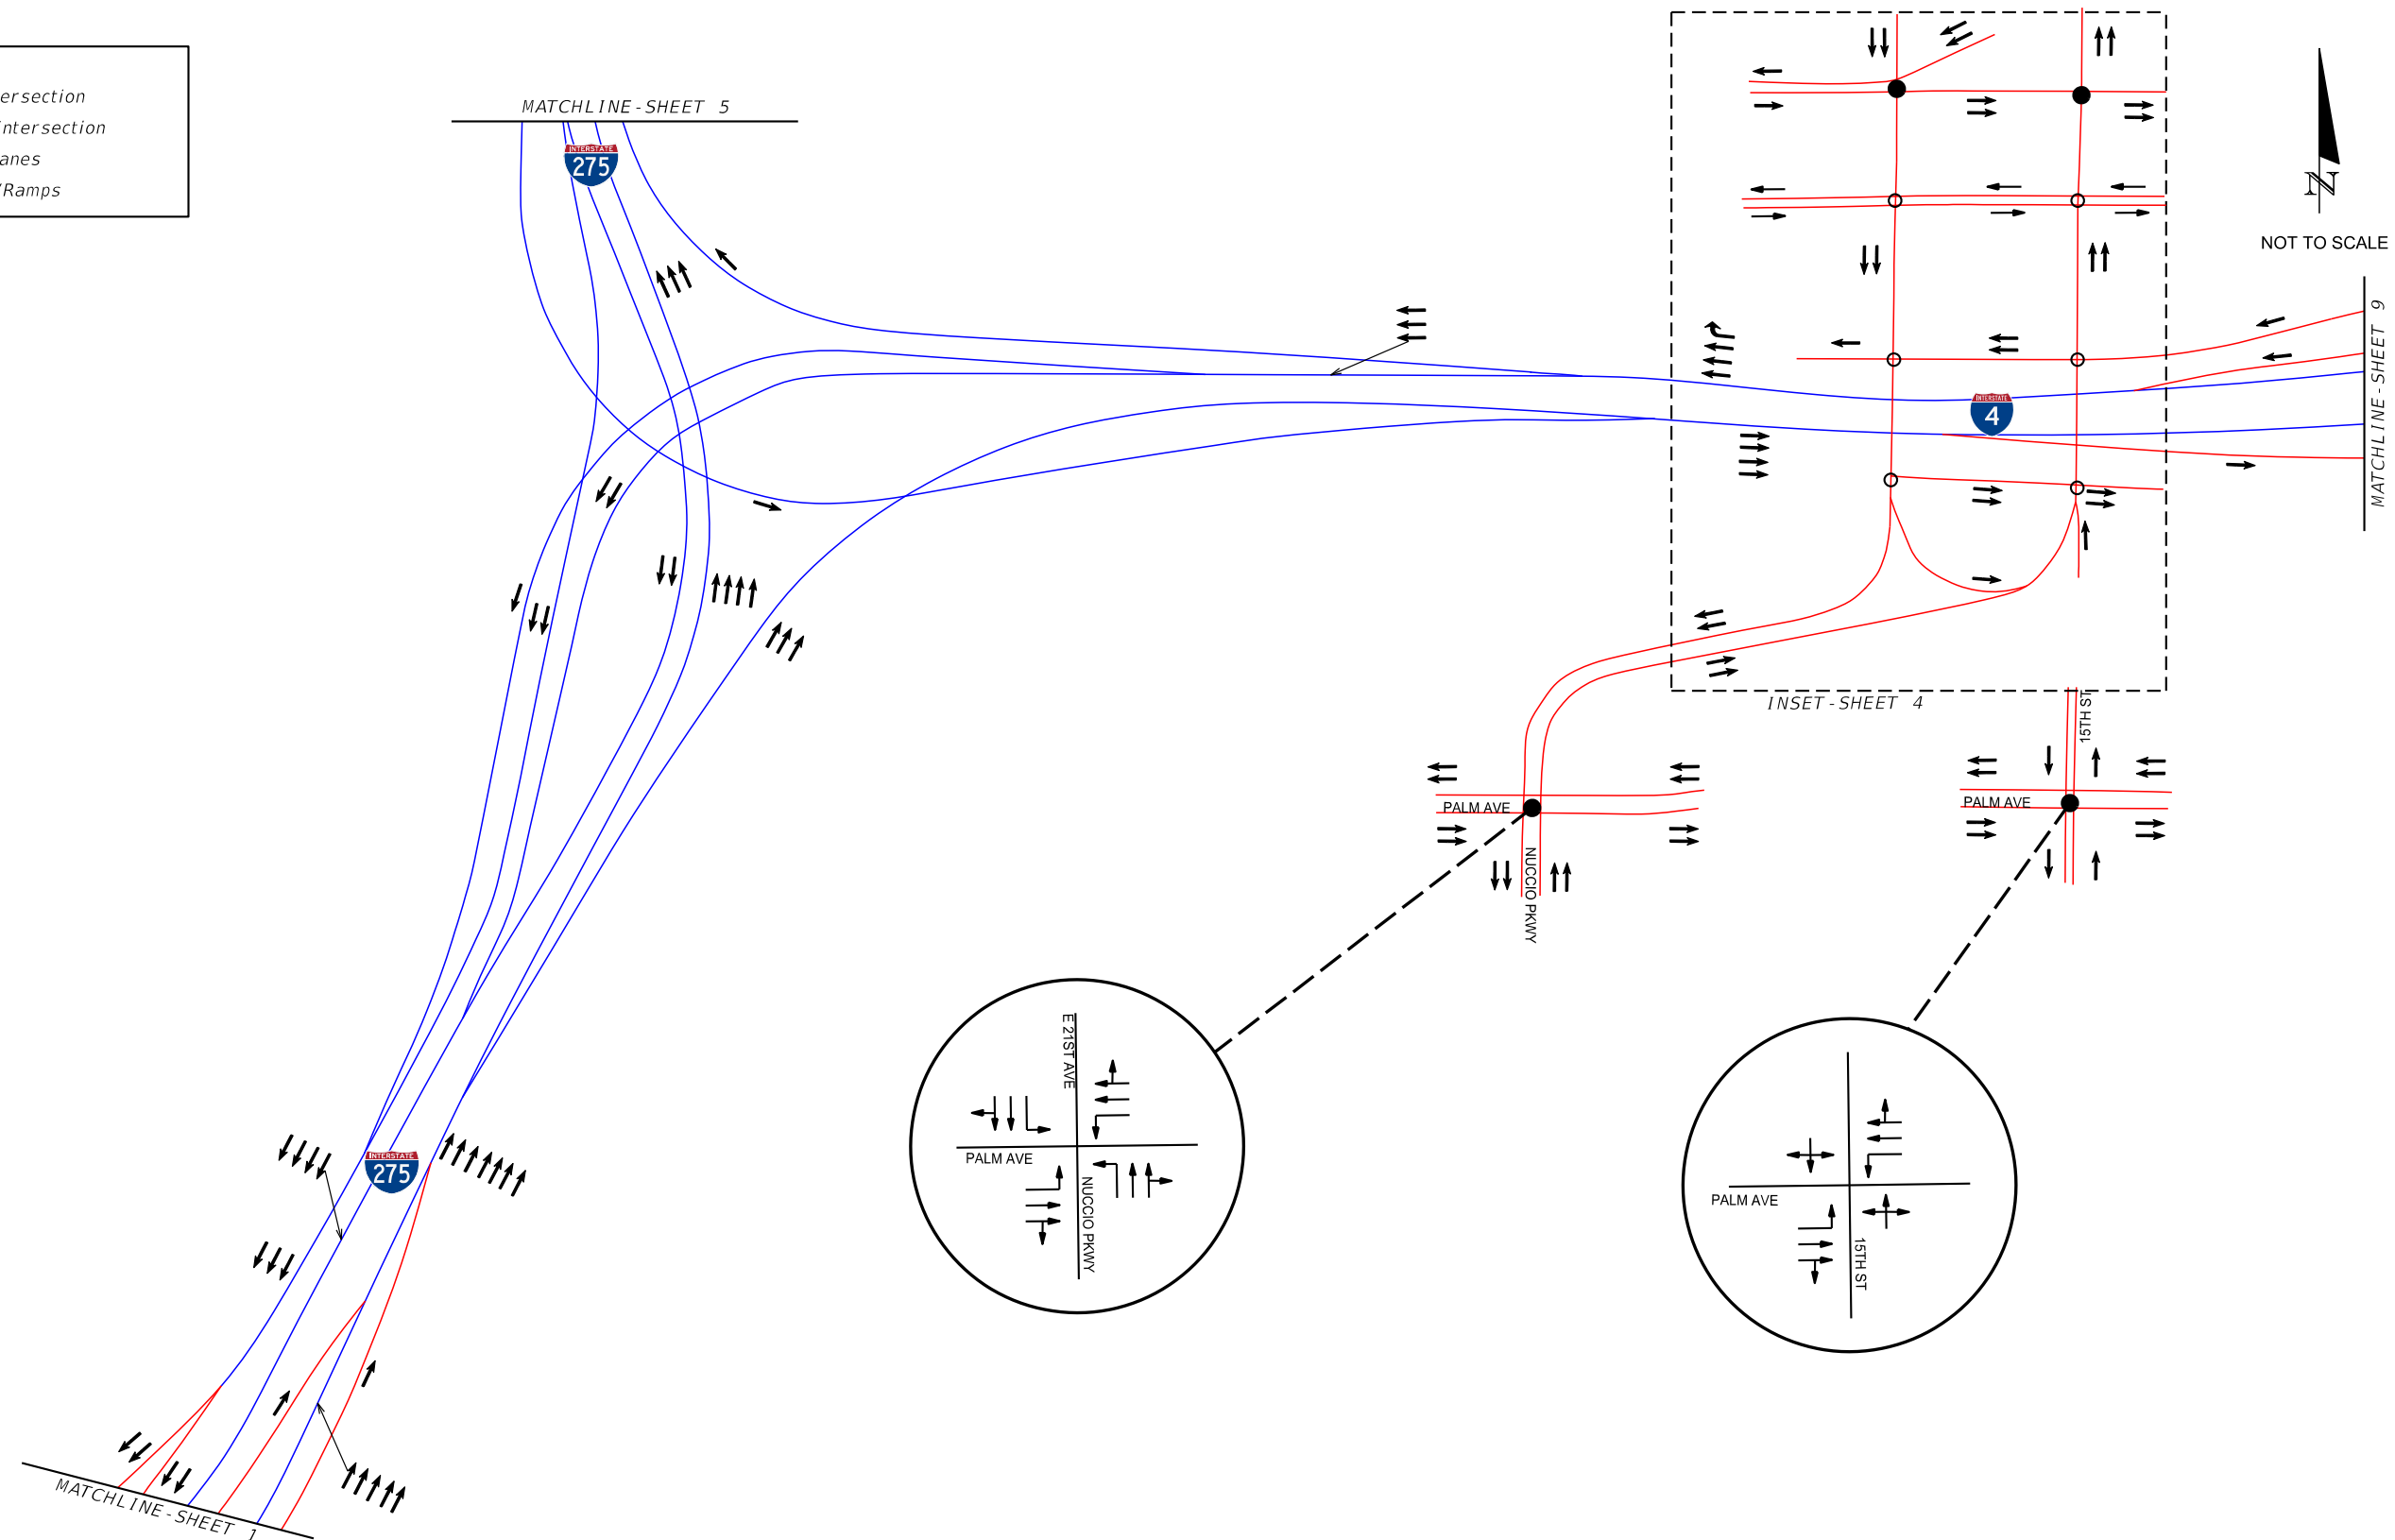 ersection
ntersection
anes
/Ramps
MATCHLINE-SHEET 5
INTERSTATE
275
N
NOT TO SCALE
MATCHLINE-SHEET 9
INTERSTATE
4
INSET-SHEET 4
15TH ST
PALM AVE
PALM AVE
NUCCIO PKWY
E 21ST AVE
PALM AVE
NUCCIO PKWY
PALM AVE
15TH ST
INTERSTATE
275
MATCHLINE-SHEET 1